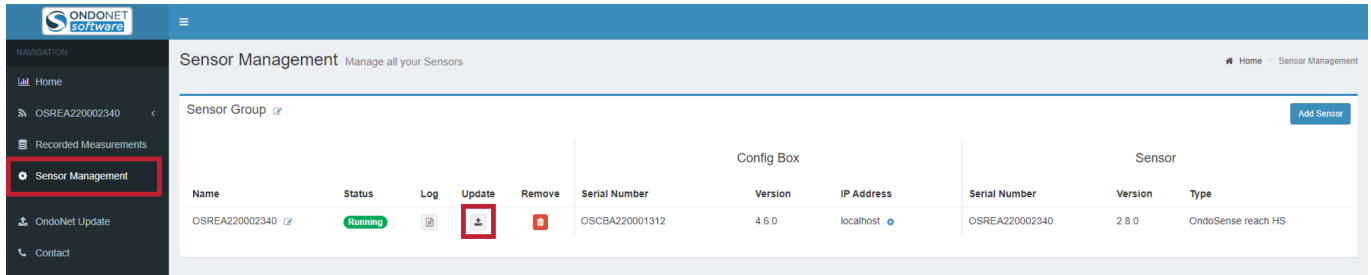 ONDONET
software
NAVIGATION
Home
OSREA220002340
Recorded Measurements
Sensor Management
OndoNet Update
Contact
Sensor Management Manage all your Sensors
Home > Sensor Management
Sensor Group
Add Sensor
Config Box Sensor
Name Status Log Update Remove Serial Number Version IP Address Serial Number Version Type
OSREA220002340 Running OSCBA220001312 4.6.0 localhost OSREA220002340 2.8.0 OndoSense reach HS